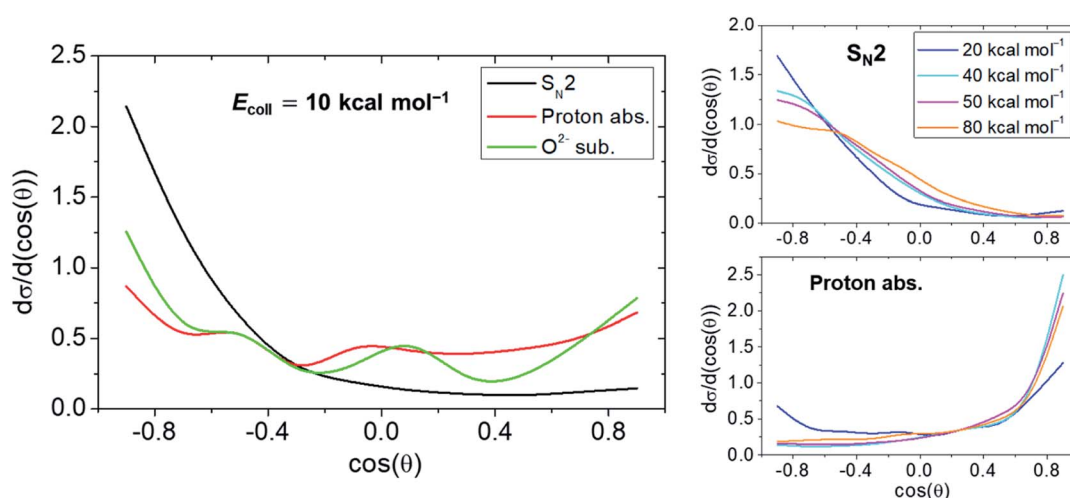 2.5
2.0
1.5
1.0
0.5
0.0
dσ/d(cos(θ))
E_coll = 10 kcal mol⁻¹
S_N2
Proton abs.
O²⁻ sub.
-0.8 -0.4 0.0 0.4 0.8
cos(θ)
2.0
1.5
1.0
0.5
0.0
dσ/d(cos(θ))
S_N2
20 kcal mol⁻¹
40 kcal mol⁻¹
50 kcal mol⁻¹
80 kcal mol⁻¹
-0.8 -0.4 0.0 0.4 0.8
2.5
2.0
1.5
1.0
0.5
0.0
dσ/d(cos(θ))
Proton abs.
-0.8 -0.4 0.0 0.4 0.8
cos(θ)